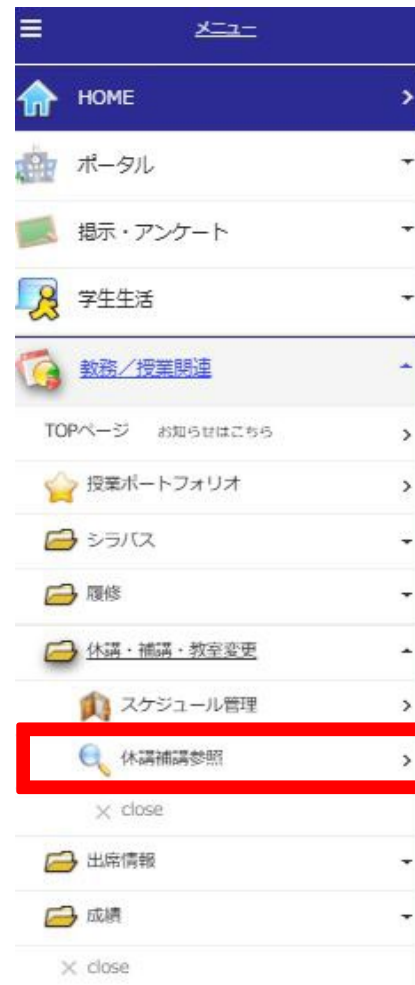 メニュー
HOME
ポータル
掲示・アンケート
学生生活
教務／授業関連
TOPページ お知らせはこちら
授業ポートフォリオ
シラバス
履修
休講・補講・教室変更
スケジュール管理
休講補講参照
× close
出席情報
成績
× close